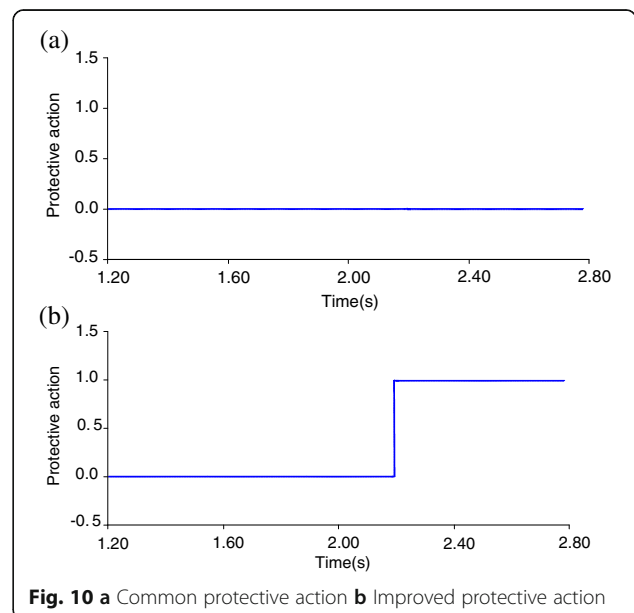 (a)
1.5
1.0
0.5
0.0
-0.5
Protective action
1.20 1.60 2.00 2.40 2.80
Time(s)
(b)
1.5
1.0
0.5
0.0
-0.5
Protective action
1.20 1.60 2.00 2.40 2.80
Time(s)
Fig. 10 a Common protective action b Improved protective action